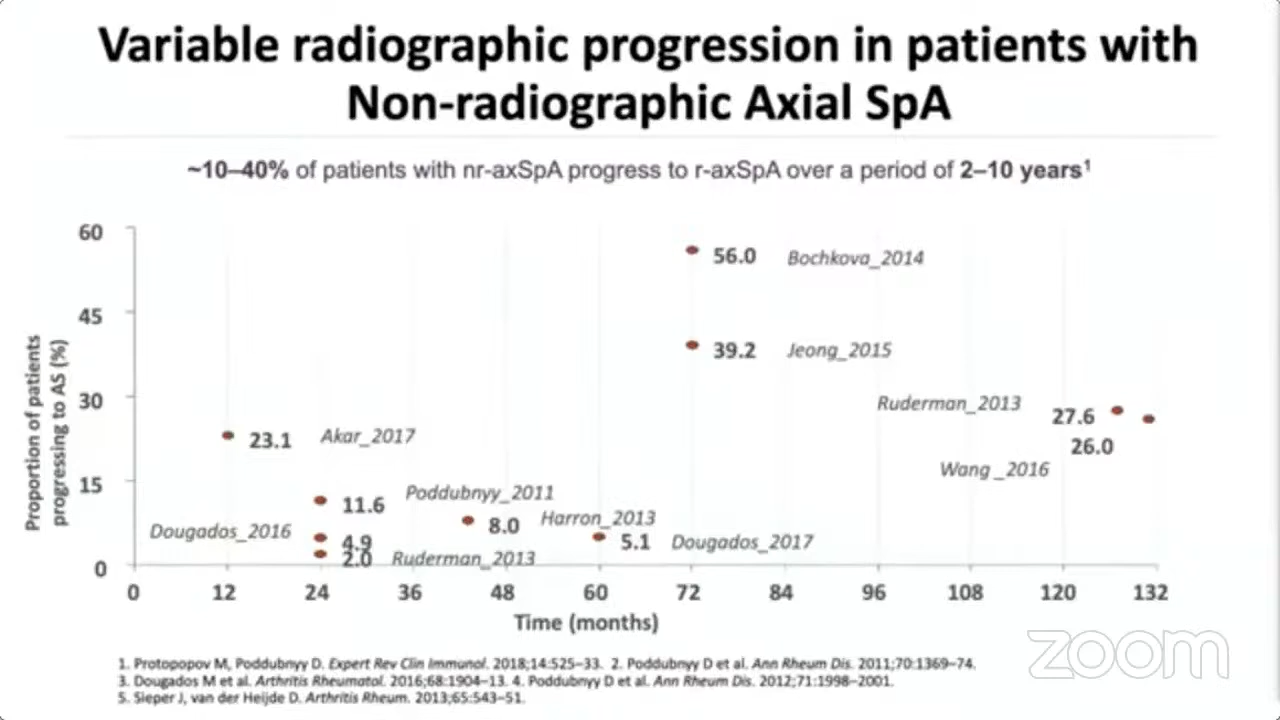 Variable radiographic progression in patients with
Non-radiographic Axial SpA
~10–40% of patients with nr-axSpA progress to r-axSpA over a period of 2–10 years¹
Proportion of patients
progressing to AS (%)
60
45
30
15
0
56.0 Bochkova_2014
39.2 Jeong_2015
Ruderman_2013
27.6
26.0
Wang _2016
23.1 Akar_2017
11.6 Poddubnyy_2011
8.0 Harron_2013
Dougados_2016
4.9
5.1 Dougados_2017
2.0 Ruderman_2013
0 12 24 36 48 60 72 84 96 108 120 132
Time (months)
1. Protopopov M, Poddubnyy D. Expert Rev Clin Immunol. 2018;14:525–33. 2. Poddubnyy D et al. Ann Rheum Dis. 2011;70:1369–74.
3. Dougados M et al. Arthritis Rheumatol. 2016;68:1904–13. 4. Poddubnyy D et al. Ann Rheum Dis. 2012;71:1998–2001.
5. Sieper J, van der Heijde D. Arthritis Rheum. 2013;65:543–51.
zoom